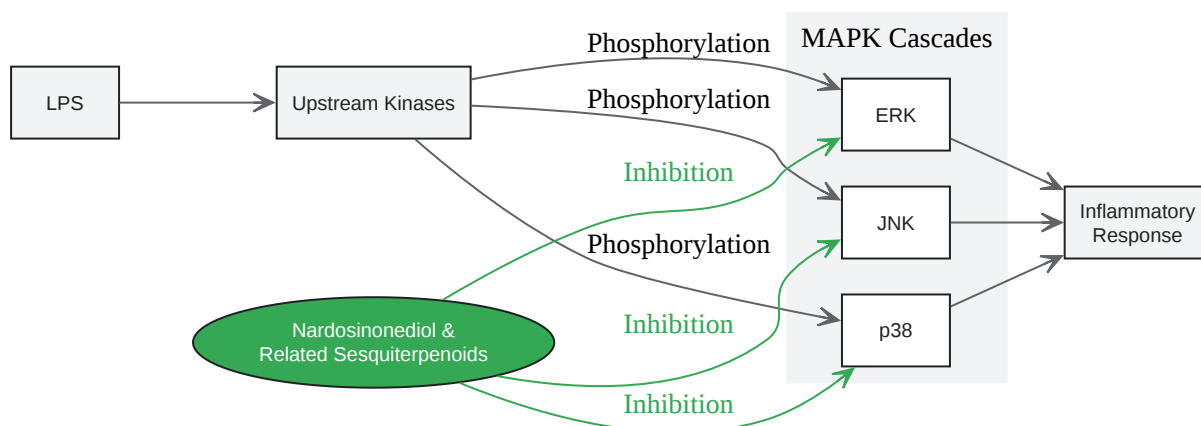 MAPK Cascades
Phosphorylation
LPS
Upstream Kinases
Phosphorylation
ERK
Inhibition
JNK
Inflammatory
Response
Phosphorylation
Nardosinonediol &
Related Sesquiterpenoids
Inhibition
p38
Inhibition